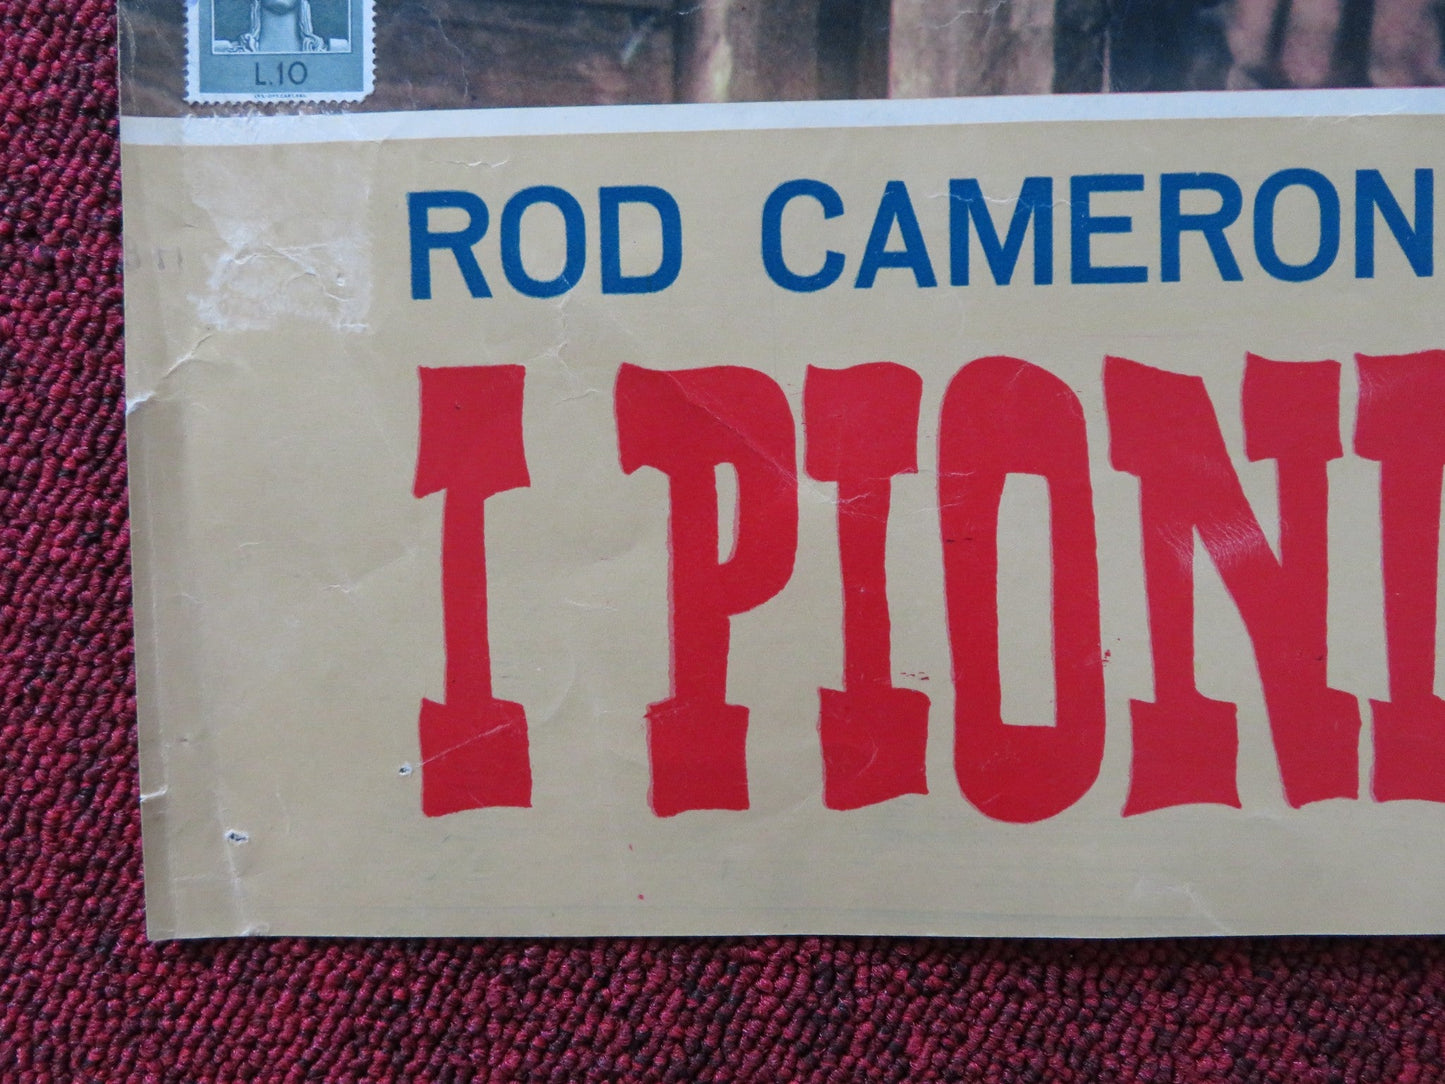 L.10
ROD CAMERON
I PIONI